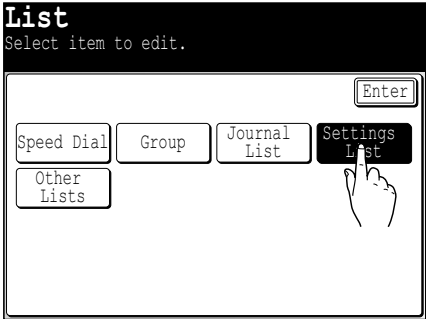 List
Select item to edit.
Enter
Speed Dial
Group
Journal
List
Settings
List
Other
Lists